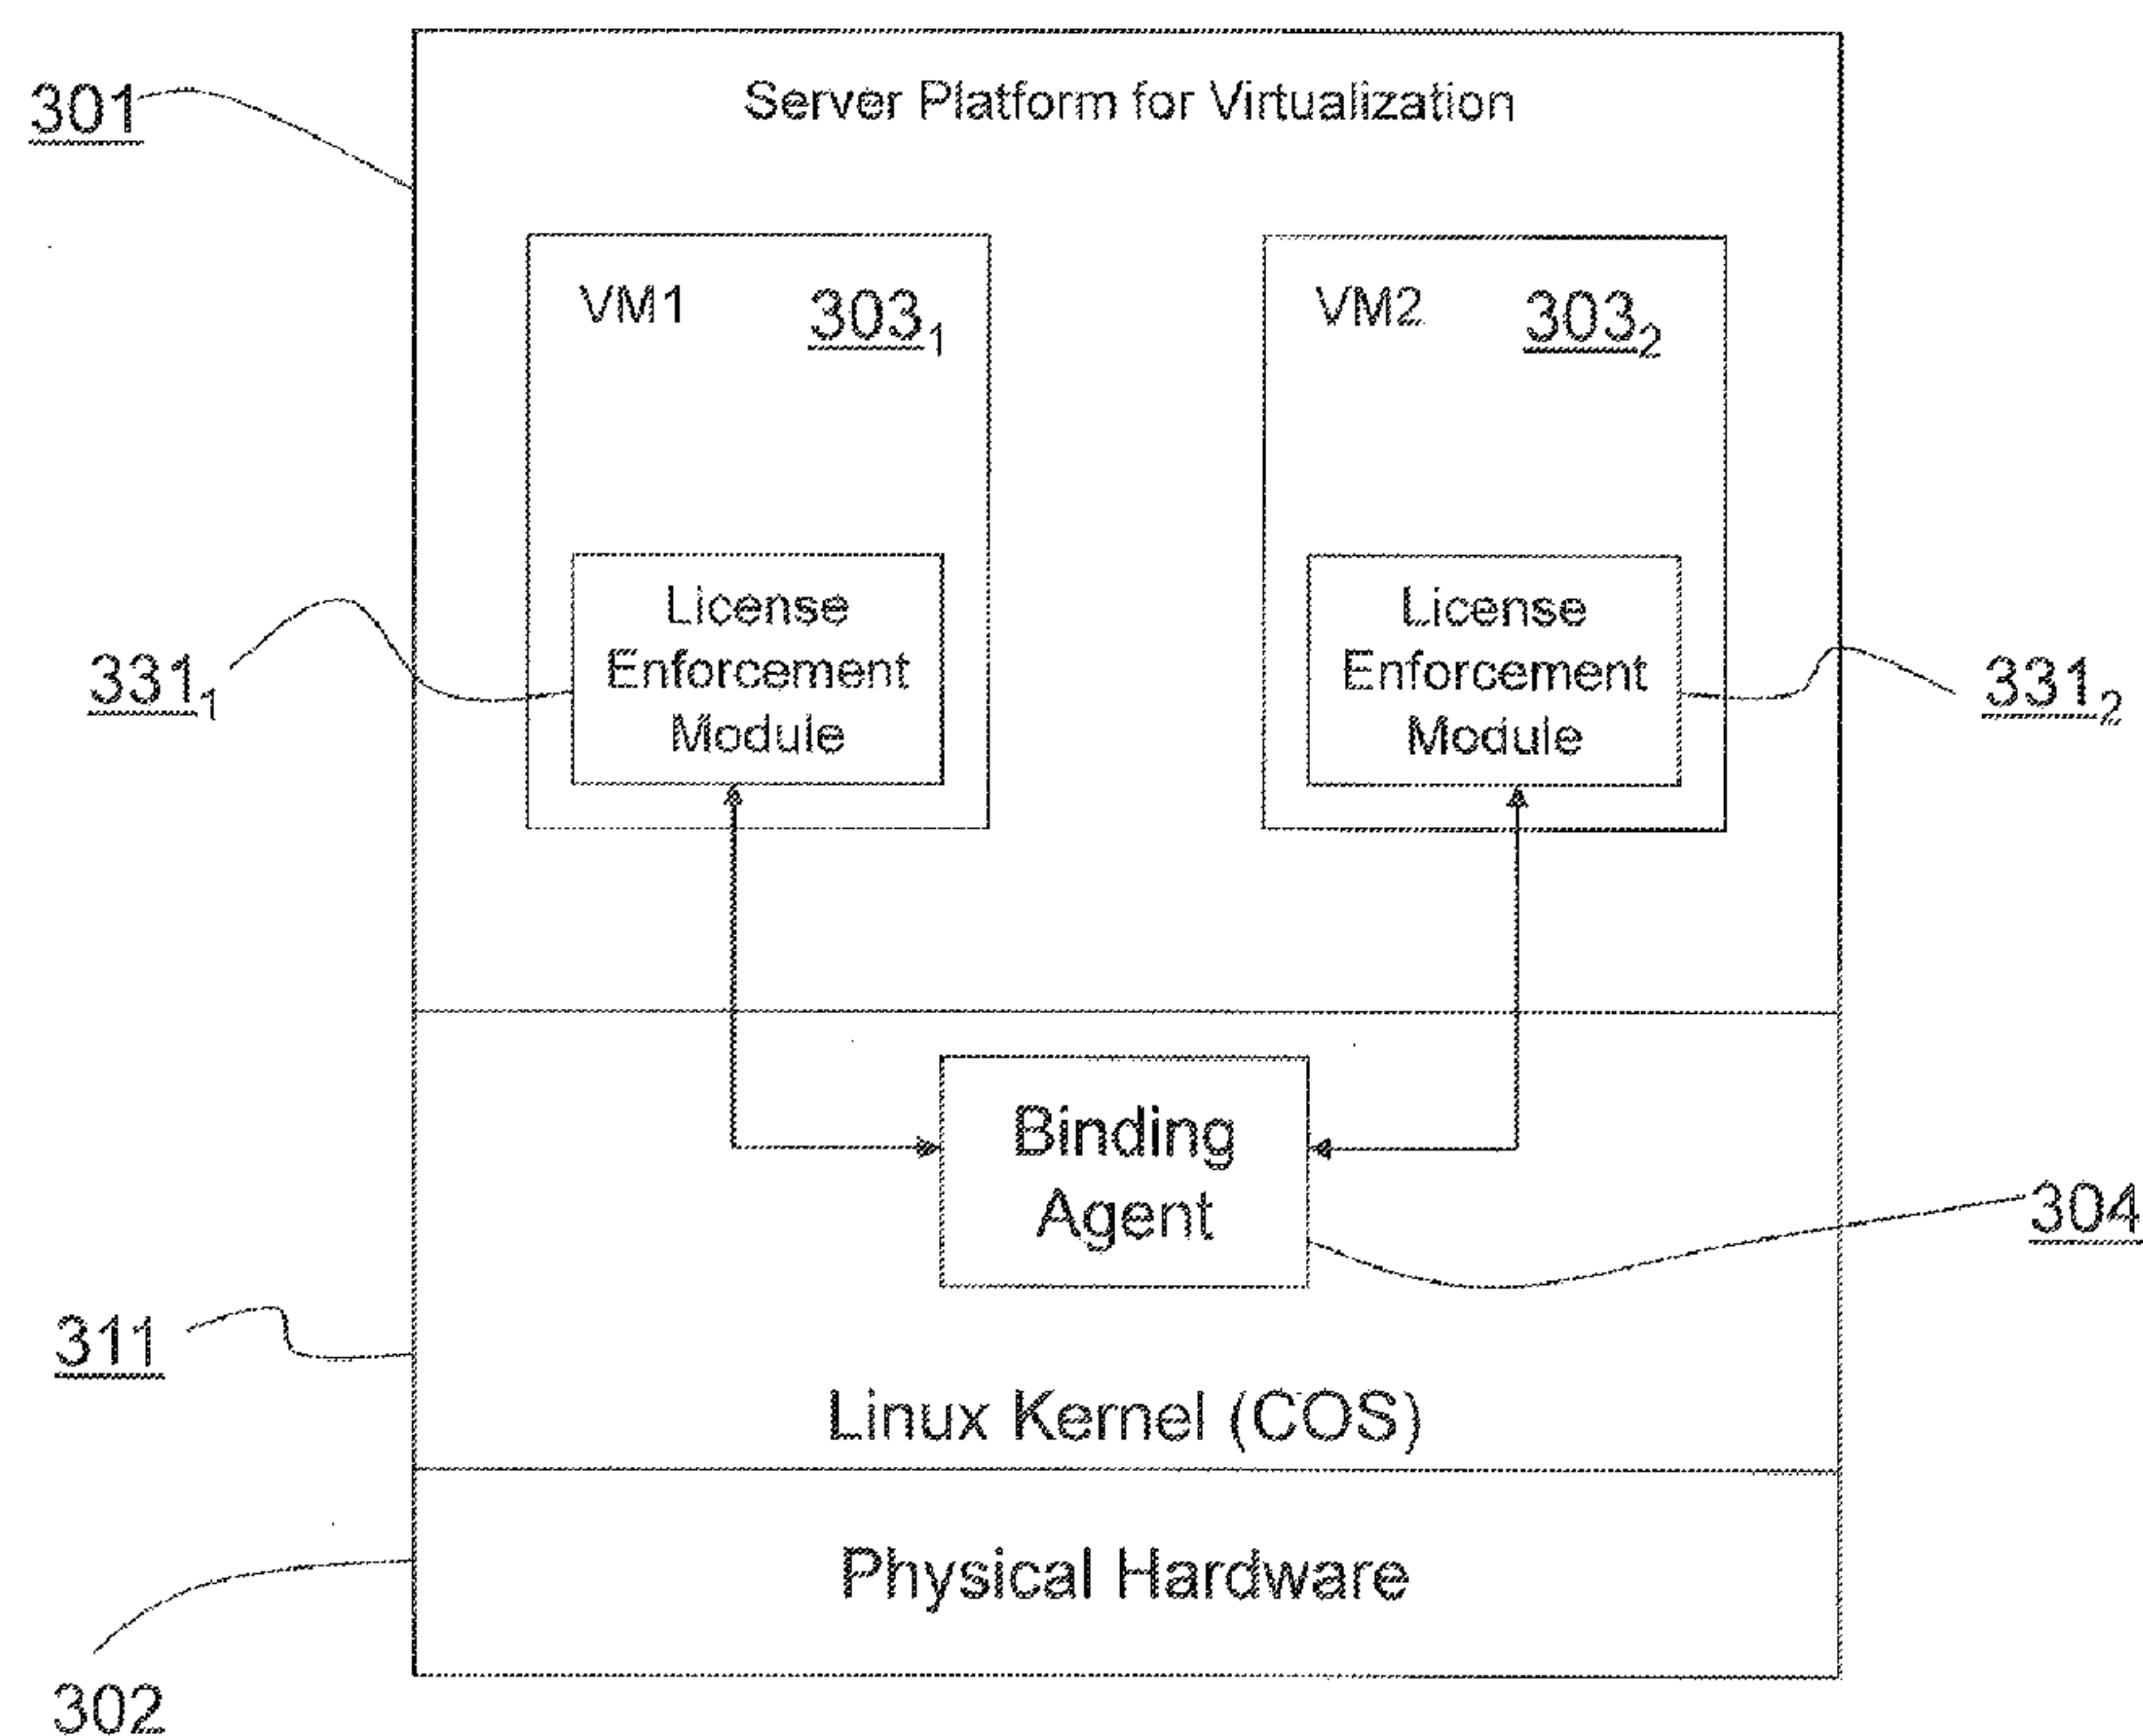 301
Server Platform for Virtualization
VM1
303₁
VM2
303₂
License
Enforcement
Module
License
Enforcement
Module
331₁
331₂
Binding
Agent
304
311
Linux Kernel (COS)
Physical Hardware
302